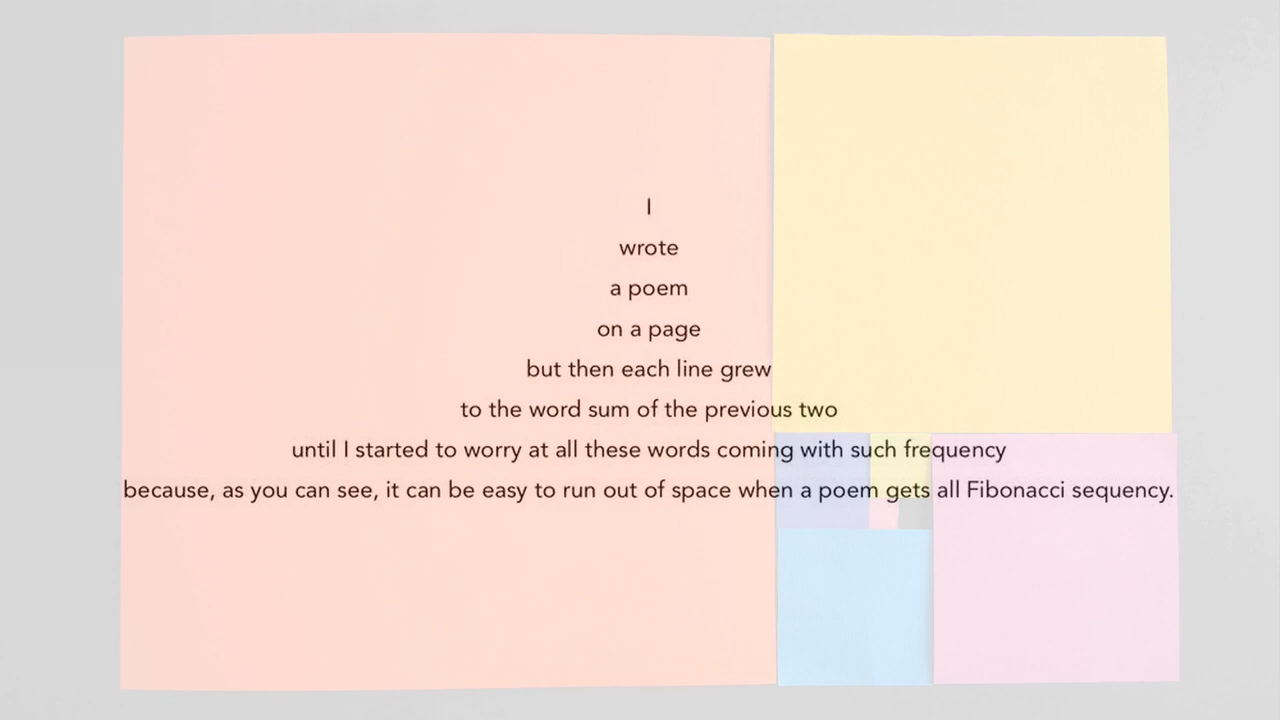 I
wrote
a poem
on a page
but then each line grew
to the word sum of the previous two
until I started to worry at all these words coming with such frequency
because, as you can see, it can be easy to run out of space when a poem gets all Fibonacci sequency.